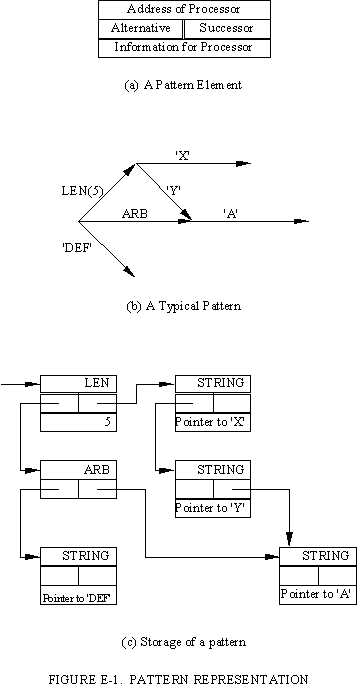 Address of Processor
Alternative Successor
Information for Processor
(a) A Pattern Element
'X'
LEN(5) 'Y'
ARB 'A'
'DEF'
(b) A Typical Pattern
LEN STRING
5 Pointer to 'X'
ARB STRING
Pointer to 'Y'
STRING STRING
Pointer to 'DEF' Pointer to 'A'
(c) Storage of a pattern
FIGURE E-1. PATTERN REPRESENTATION